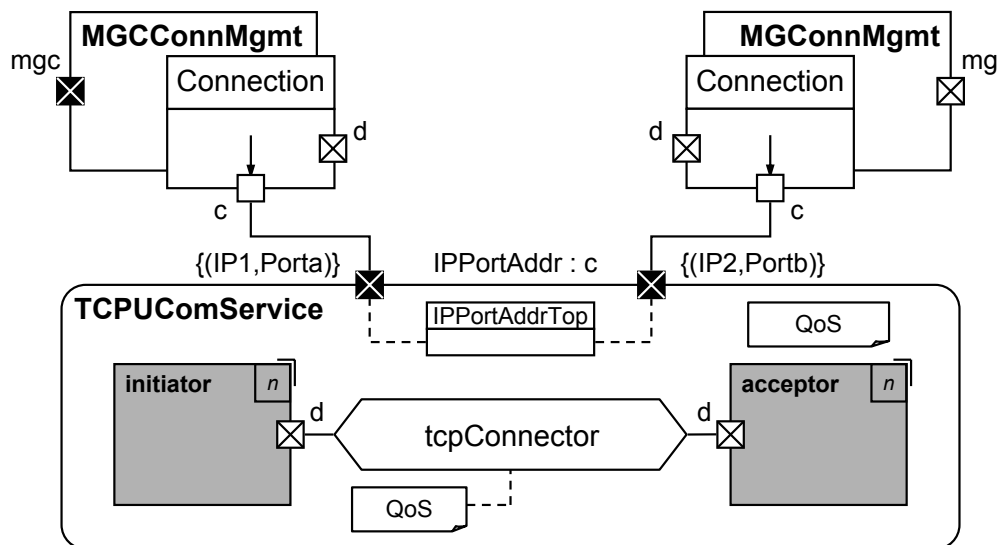 MGCConnMgmt
MGConnMgmt
mgc
mg
Connection
Connection
d
d
c
c
{(IP1,Porta)}
IPPortAddr : c
{(IP2,Portb)}
TCPUComService
IPPortAddrTop
QoS
initiator
n
acceptor
n
d
d
tcpConnector
QoS